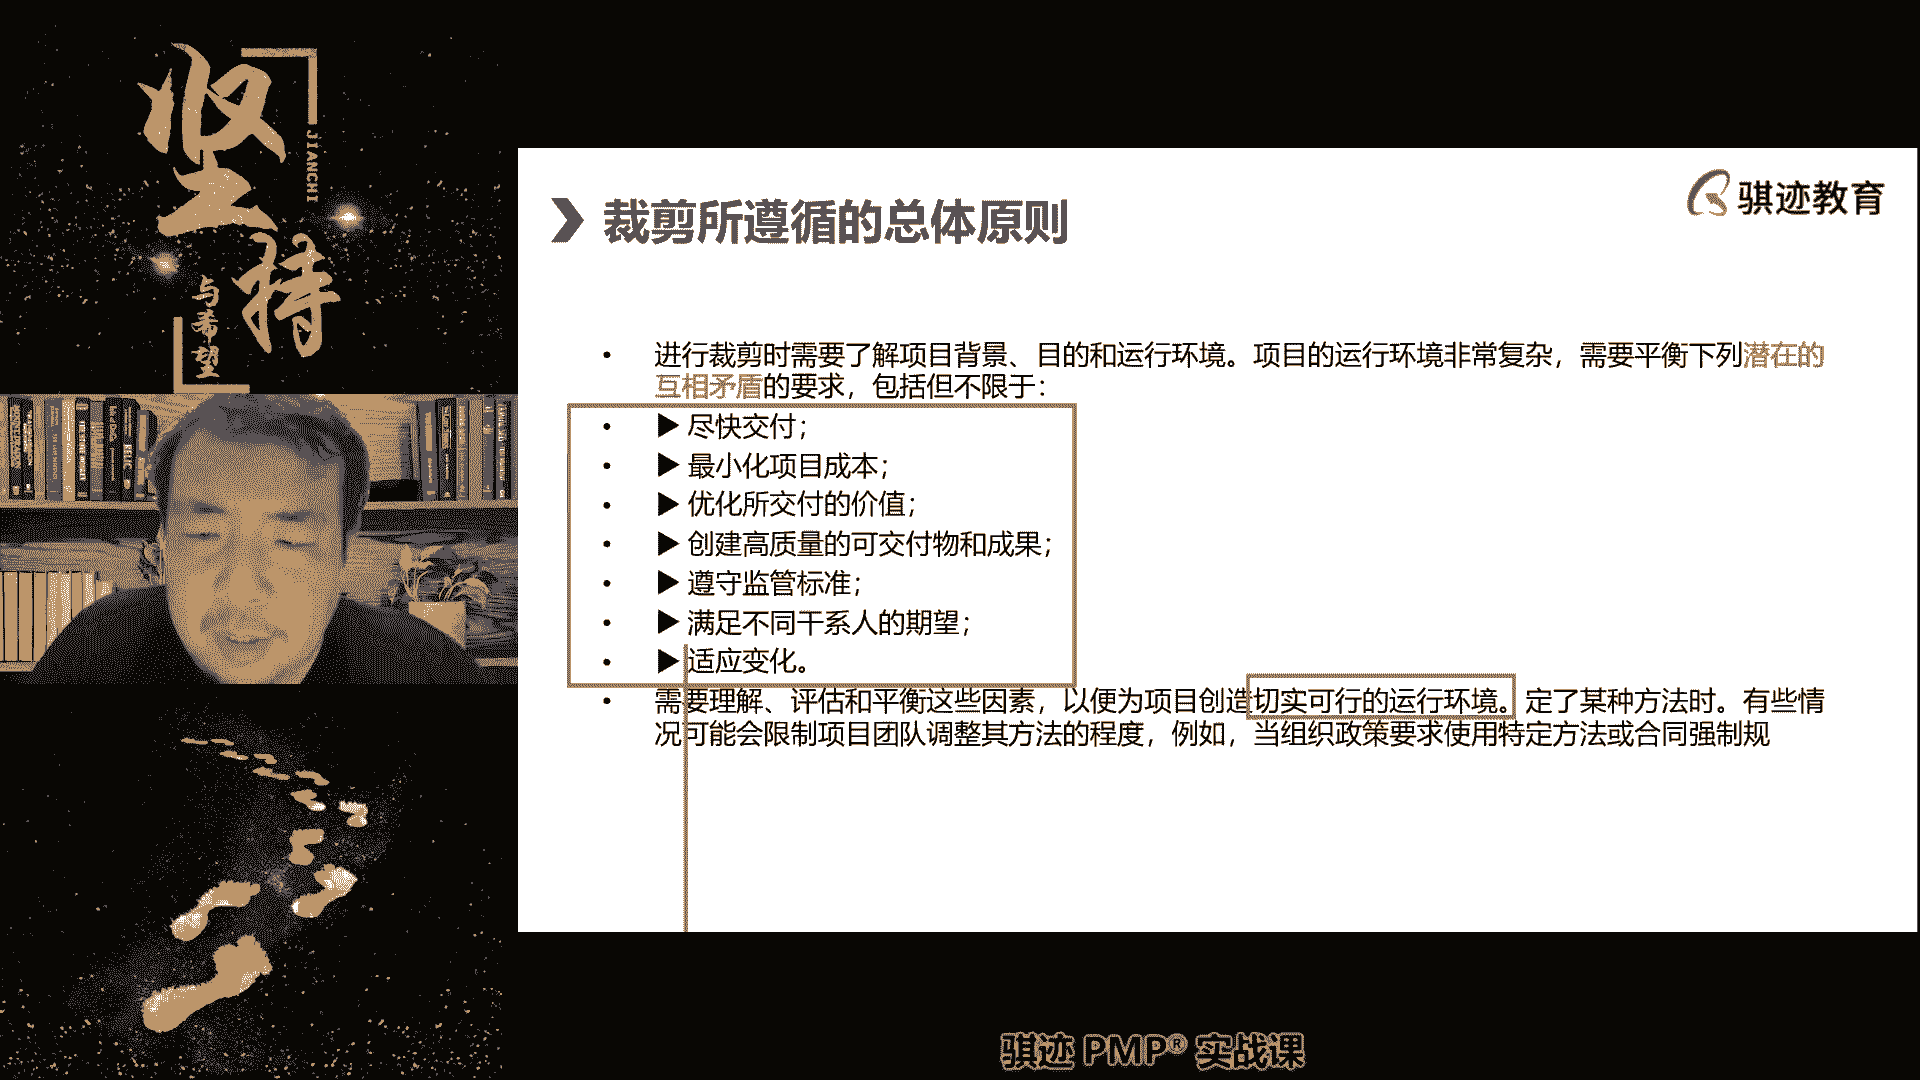 坚持
JIANCHI
与希望
骐迹教育
裁剪所遵循的总体原则
• 进行裁剪时需要了解项目背景、目的和运行环境。项目的运行环境非常复杂，需要平衡下列潜在的
互相矛盾的要求，包括但不限于：
• ▶ 尽快交付；
• ▶ 最小化项目成本；
• ▶ 优化所交付的价值；
• ▶ 创建高质量的可交付物和成果；
• ▶ 遵守监管标准；
• ▶ 满足不同干系人的期望；
• ▶ 适应变化。
• 需要理解、评估和平衡这些因素，以便为项目创造切实可行的运行环境。定了某种方法时。有些情
况可能会限制项目团队调整其方法的程度，例如，当组织政策要求使用特定方法或合同强制规
骐迹 PMP® 实战课